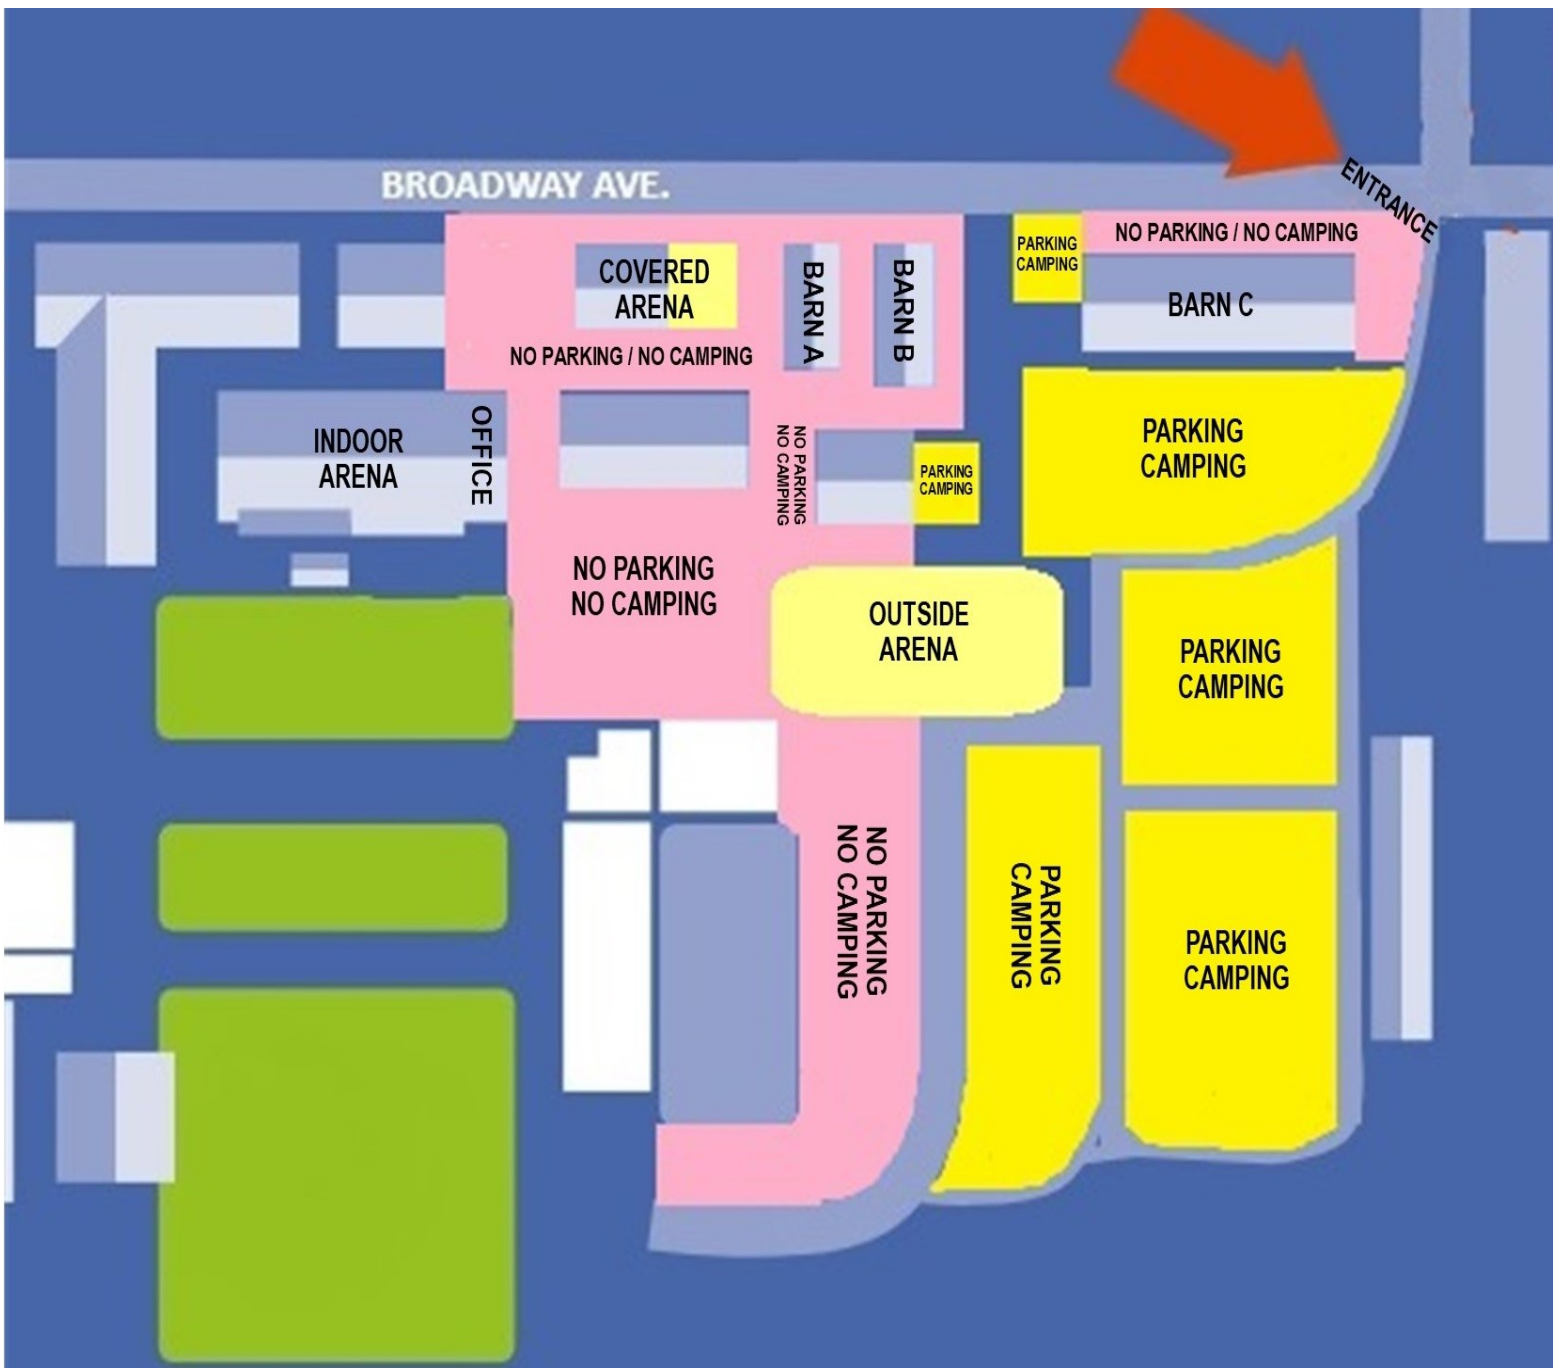 BROADWAY AVE.
ENTRANCE
PARKING
CAMPING
NO PARKING / NO CAMPING
COVERED
ARENA
BARN A
BARN B
BARN C
NO PARKING / NO CAMPING
INDOOR
ARENA
OFFICE
NO PARKING
NO CAMPING
PARKING
CAMPING
PARKING
CAMPING
NO PARKING
NO CAMPING
OUTSIDE
ARENA
PARKING
CAMPING
NO PARKING
NO CAMPING
PARKING
CAMPING
PARKING
CAMPING